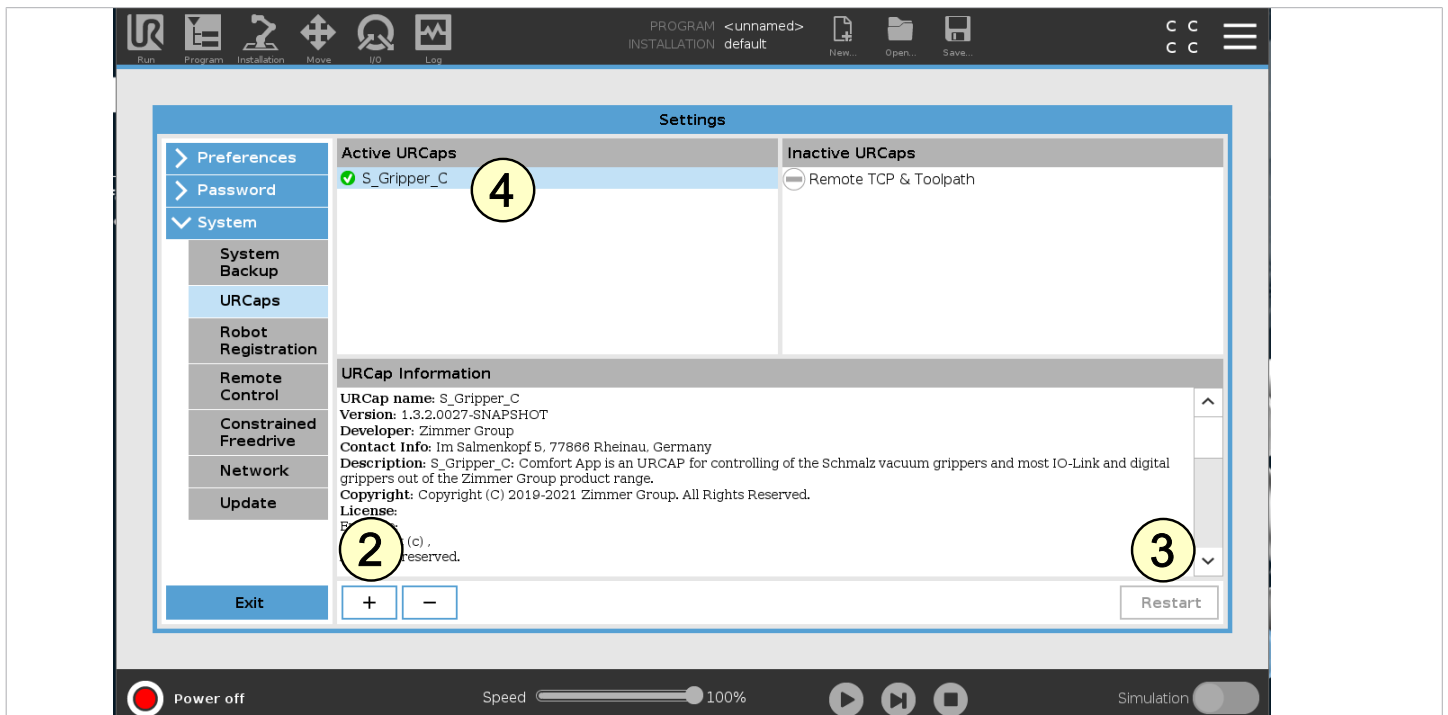 PROGRAM <unnamed>
INSTALLATION default
C C
C C
Run Program Installation Move I/O Log New... Open... Save...
Settings
Preferences
Password
System
System
Backup
URCaps
Robot
Registration
Remote
Control
Constrained
Freedrive
Network
Update
Exit
Active URCaps
S_Gripper_C
4
Inactive URCaps
Remote TCP & Toolpath
URCap Information
URCap name: S_Gripper_C
Version: 1.3.2.0027-SNAPSHOT
Developer: Zimmer Group
Contact Info: Im Salmenkopf 5, 77866 Rheinau, Germany
Description: S_Gripper_C: Comfort App is an URCAP for controlling of the Schmalz vacuum grippers and most IO-Link and digital
grippers out of the Zimmer Group product range.
Copyright: Copyright (C) 2019-2021 Zimmer Group. All Rights Reserved.
License:
(c) ,
reserved.
2
3
+ −
Restart
Power off
Speed 100%
Simulation